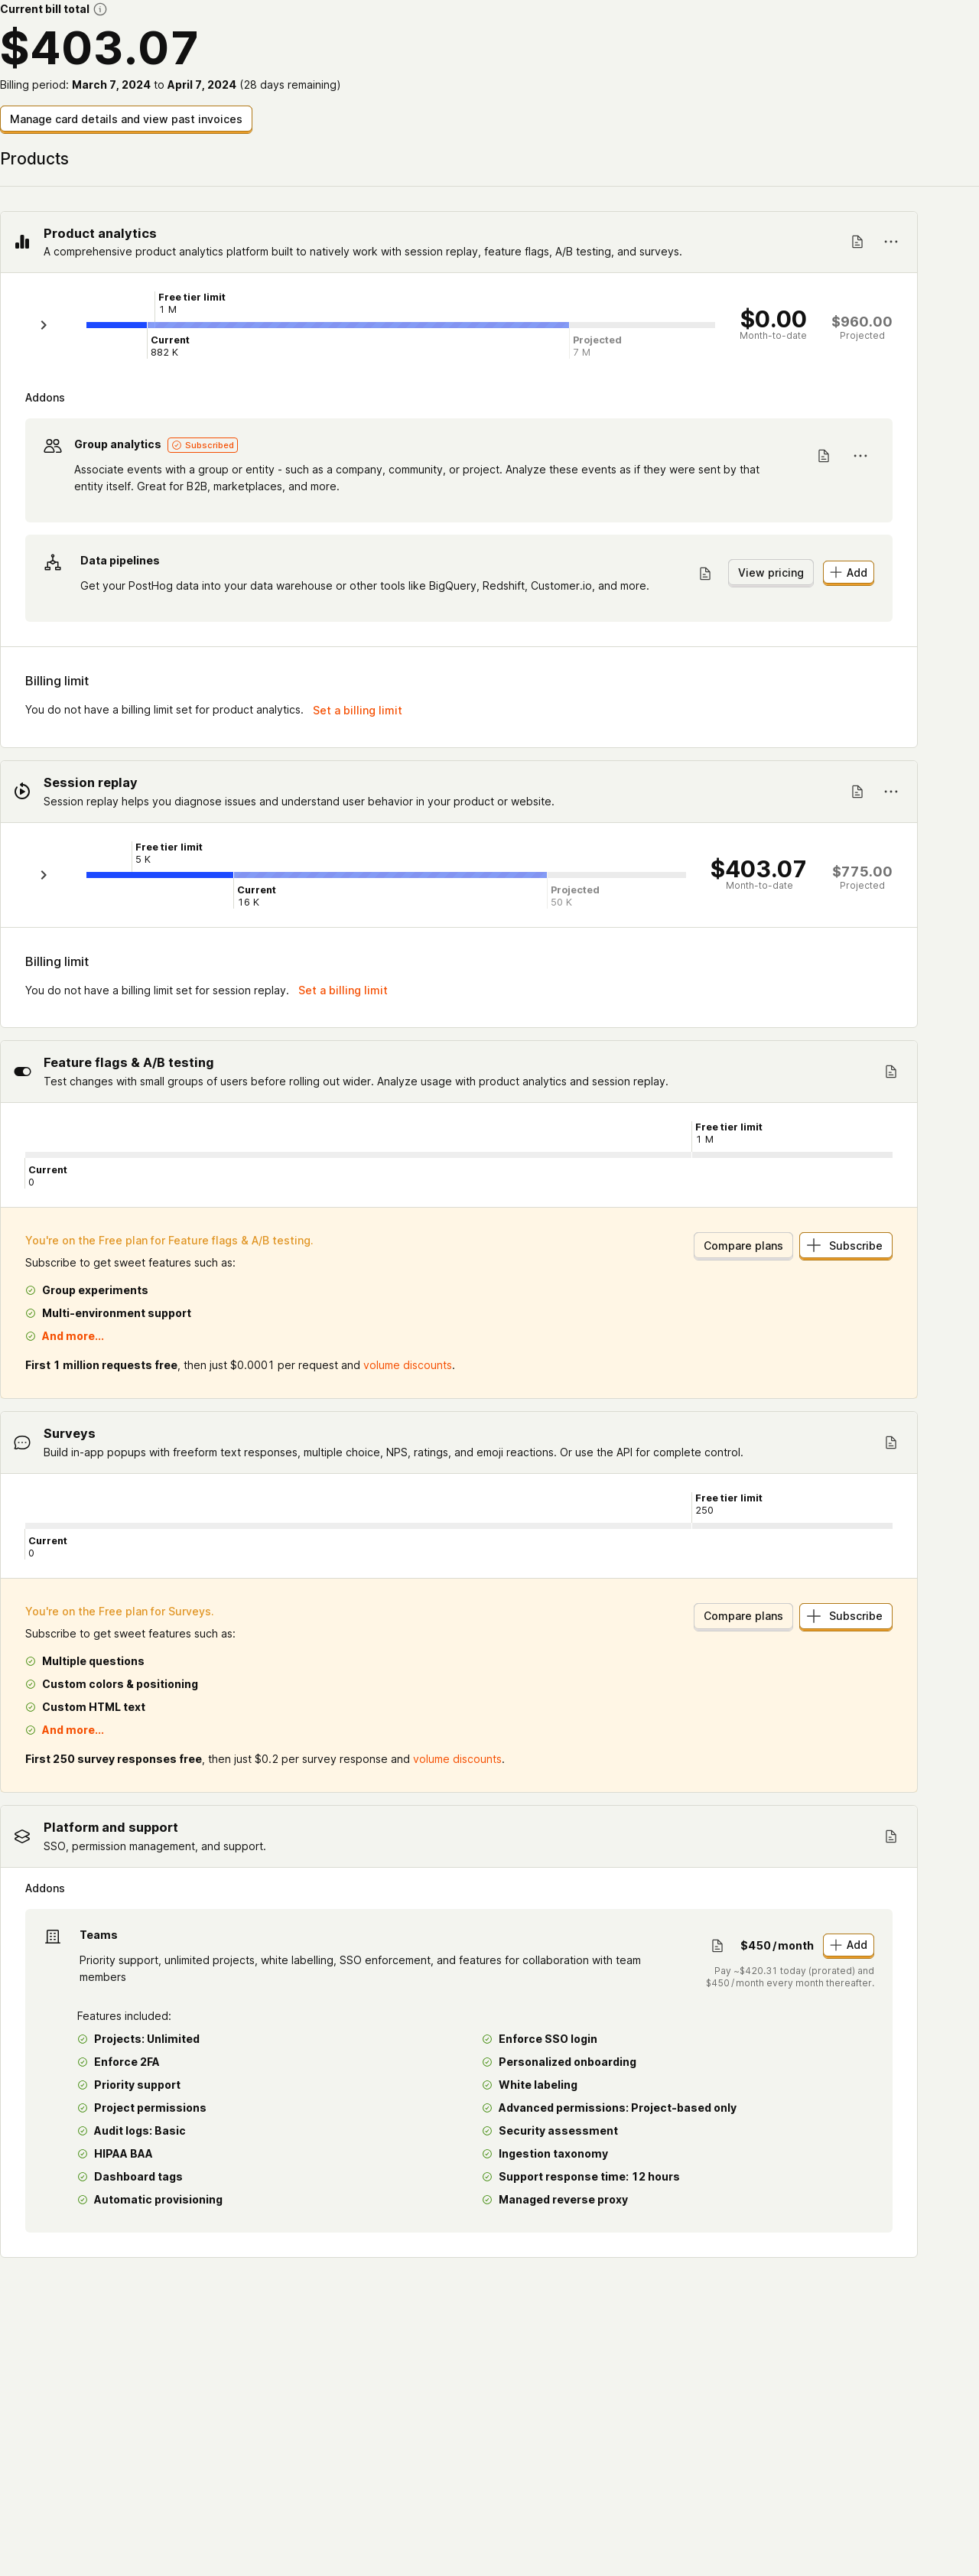 Current bill total
$403.07
Billing period: March 7, 2024 to April 7, 2024 (28 days remaining)
Manage card details and view past invoices
Products
Product analytics
A comprehensive product analytics platform built to natively work with session replay, feature flags, A/B testing, and surveys.
Free tier limit
1 M
Current
882 K
Projected
7 M
$0.00
Month-to-date
$960.00
Projected
Addons
Group analytics Subscribed
Associate events with a group or entity - such as a company, community, or project. Analyze these events as if they were sent by that
entity itself. Great for B2B, marketplaces, and more.
Data pipelines
Get your PostHog data into your data warehouse or other tools like BigQuery, Redshift, Customer.io, and more.
View pricing
Add
Billing limit
You do not have a billing limit set for product analytics. Set a billing limit
Session replay
Session replay helps you diagnose issues and understand user behavior in your product or website.
Free tier limit
5 K
Current
16 K
Projected
50 K
$403.07
Month-to-date
$775.00
Projected
Billing limit
You do not have a billing limit set for session replay. Set a billing limit
Feature flags & A/B testing
Test changes with small groups of users before rolling out wider. Analyze usage with product analytics and session replay.
Free tier limit
1 M
Current
0
You're on the Free plan for Feature flags & A/B testing.
Compare plans
Subscribe
Subscribe to get sweet features such as:
Group experiments
Multi-environment support
And more...
First 1 million requests free, then just $0.0001 per request and volume discounts.
Surveys
Build in-app popups with freeform text responses, multiple choice, NPS, ratings, and emoji reactions. Or use the API for complete control.
Free tier limit
250
Current
0
You're on the Free plan for Surveys.
Compare plans
Subscribe
Subscribe to get sweet features such as:
Multiple questions
Custom colors & positioning
Custom HTML text
And more...
First 250 survey responses free, then just $0.2 per survey response and volume discounts.
Platform and support
SSO, permission management, and support.
Addons
Teams
Priority support, unlimited projects, white labelling, SSO enforcement, and features for collaboration with team
members
$450/month
Add
Pay ~$420.31 today (prorated) and
$450/month every month thereafter.
Features included:
Projects: Unlimited
Enforce SSO login
Enforce 2FA
Personalized onboarding
Priority support
White labeling
Project permissions
Advanced permissions: Project-based only
Audit logs: Basic
Security assessment
HIPAA BAA
Ingestion taxonomy
Dashboard tags
Support response time: 12 hours
Automatic provisioning
Managed reverse proxy